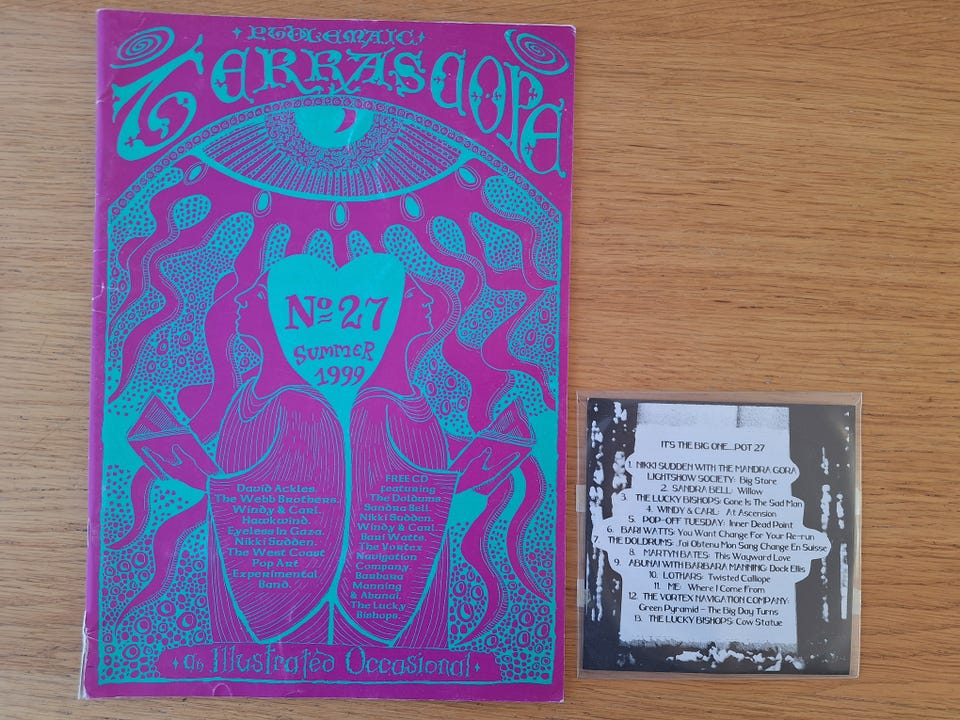 PTOLEMAIC
TERRASCOPE
No 27
SUMMER
1999
David Ackles.
The Webb Brothers.
Windy & Carl.
Hawkwind.
Eyeless in Gaza.
Nikki Sudden.
The West Coast
Pop Art
Experimental
Band.
FREE CD
featuring
The Doldums.
Sandra Bell.
Nikki Sudden.
Windy & Carl.
Bari Watts.
The Vortex
Navigation
Company.
Barbara
Manning
& Abunai.
The Lucky
Bishops.
an Illustrated Occasional
IT'S THE BIG ONE....POT 27
1. NIKKI SUDDEN WITH THE MANDRA GORA
LIGHTSHOW SOCIETY: Big Store
2. SANDRA BELL: Willow
3. THE LUCKY BISHOPS: Gone Is The Sad Man
4. WINDY & CARL: At Ascension
5. POP-OFF TUESDAY: Inner Dead Point
6. BARI WATTS: You Want Change For Your Re-run
7. THE DOLDRUMS: J'ai Obtenu Mon Sang Change En Suisse
8. MARTYN BATES: This Wayward Love
9. ABUNAI WITH BARBARA MANNING: Dock Ellis
10. LOTHARS: Twisted Calliope
11. ME: Where I Come From
12. THE VORTEX NAVIGATION COMPANY:
Green Pyramid - The Big Day Turns
13. THE LUCKY BISHOPS: Cow Statue